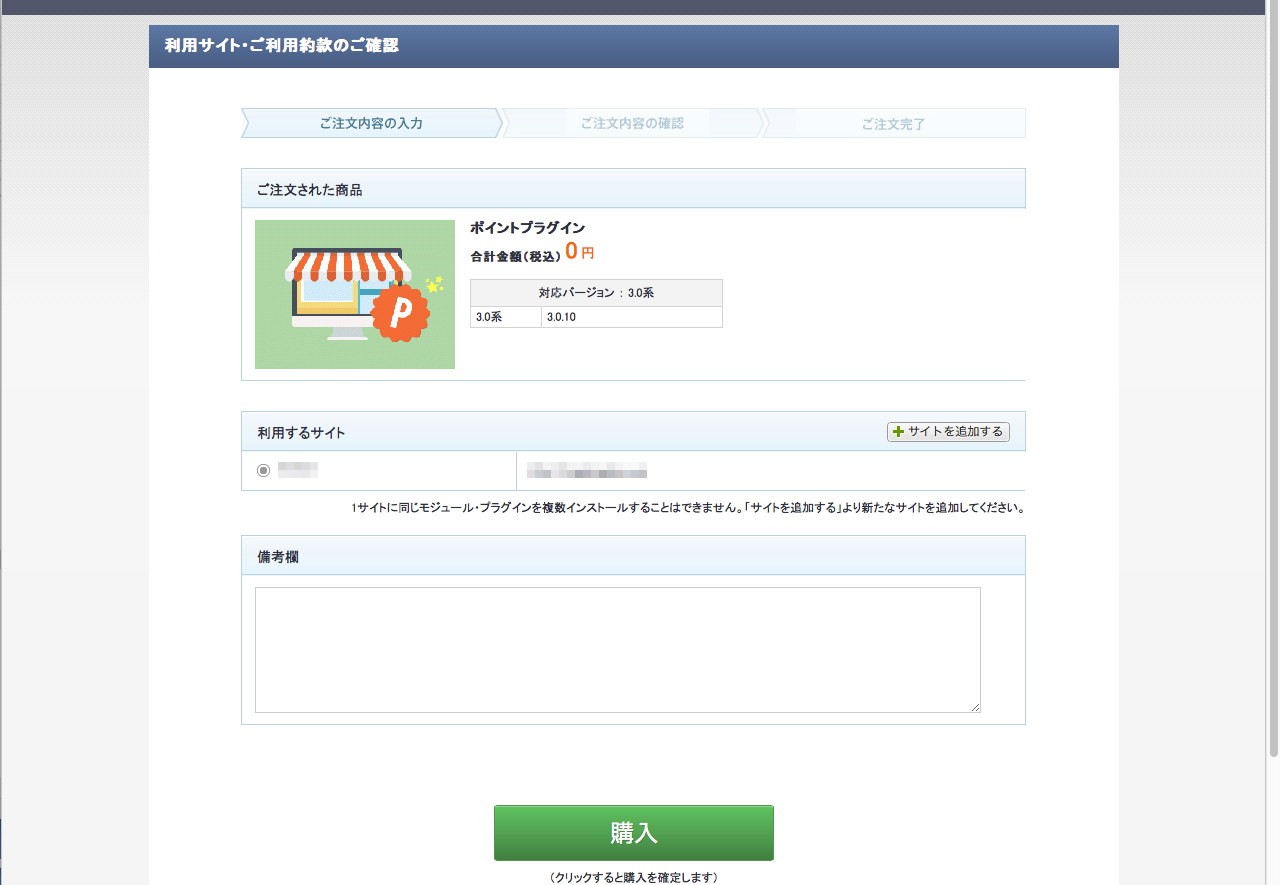 利用サイト・ご利用約款のご確認
ご注文内容の入力
ご注文内容の確認
ご注文完了
ご注文された商品
P
ポイントプラグイン
合計金額(税込) 0 円
対応バージョン : 3.0系
3.0系 3.0.10
利用するサイト
サイトを追加する
1サイトに同じモジュール・プラグインを複数インストールすることはできません。「サイトを追加する」より新たなサイトを追加してください。
備考欄
購入
(クリックすると購入を確定します)